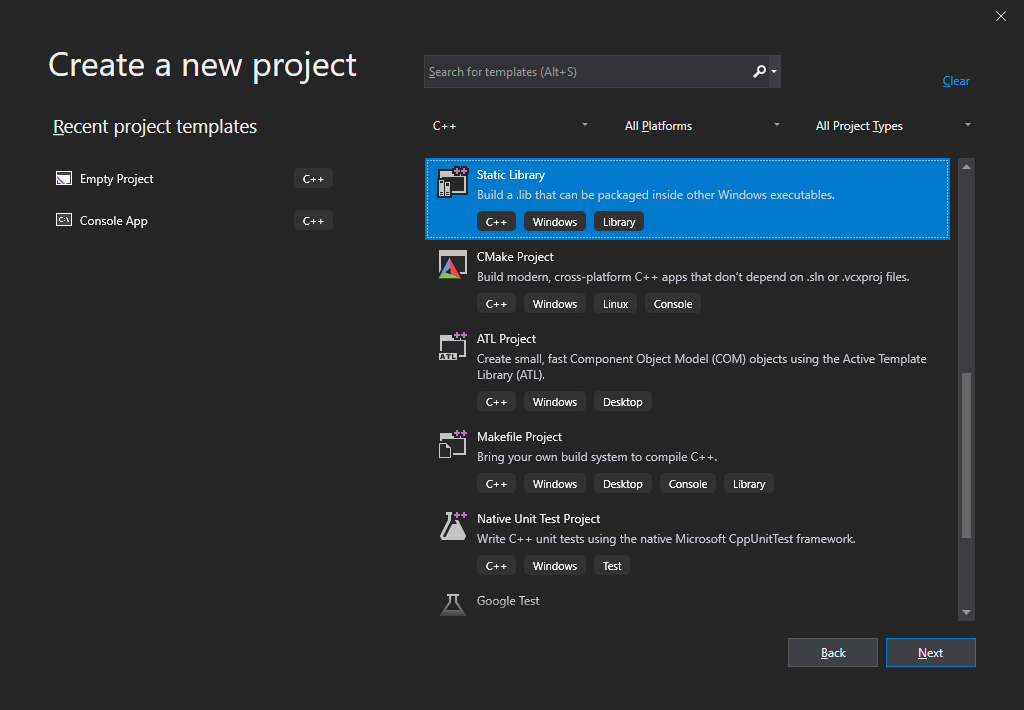 Create a new project
Search for templates (Alt+S)
Clear
Recent project templates
C++
All Platforms
All Project Types
Empty Project
C++
Console App
C++
Static Library
Build a .lib that can be packaged inside other Windows executables.
C++ Windows Library
CMake Project
Build modern, cross-platform C++ apps that don't depend on .sln or .vcxproj files.
C++ Windows Linux Console
ATL
ATL Project
Create small, fast Component Object Model (COM) objects using the Active Template
Library (ATL).
C++ Windows Desktop
Makefile Project
Bring your own build system to compile C++.
C++ Windows Desktop Console Library
Native Unit Test Project
Write C++ unit tests using the native Microsoft CppUnitTest framework.
C++ Windows Test
Google Test
Back
Next